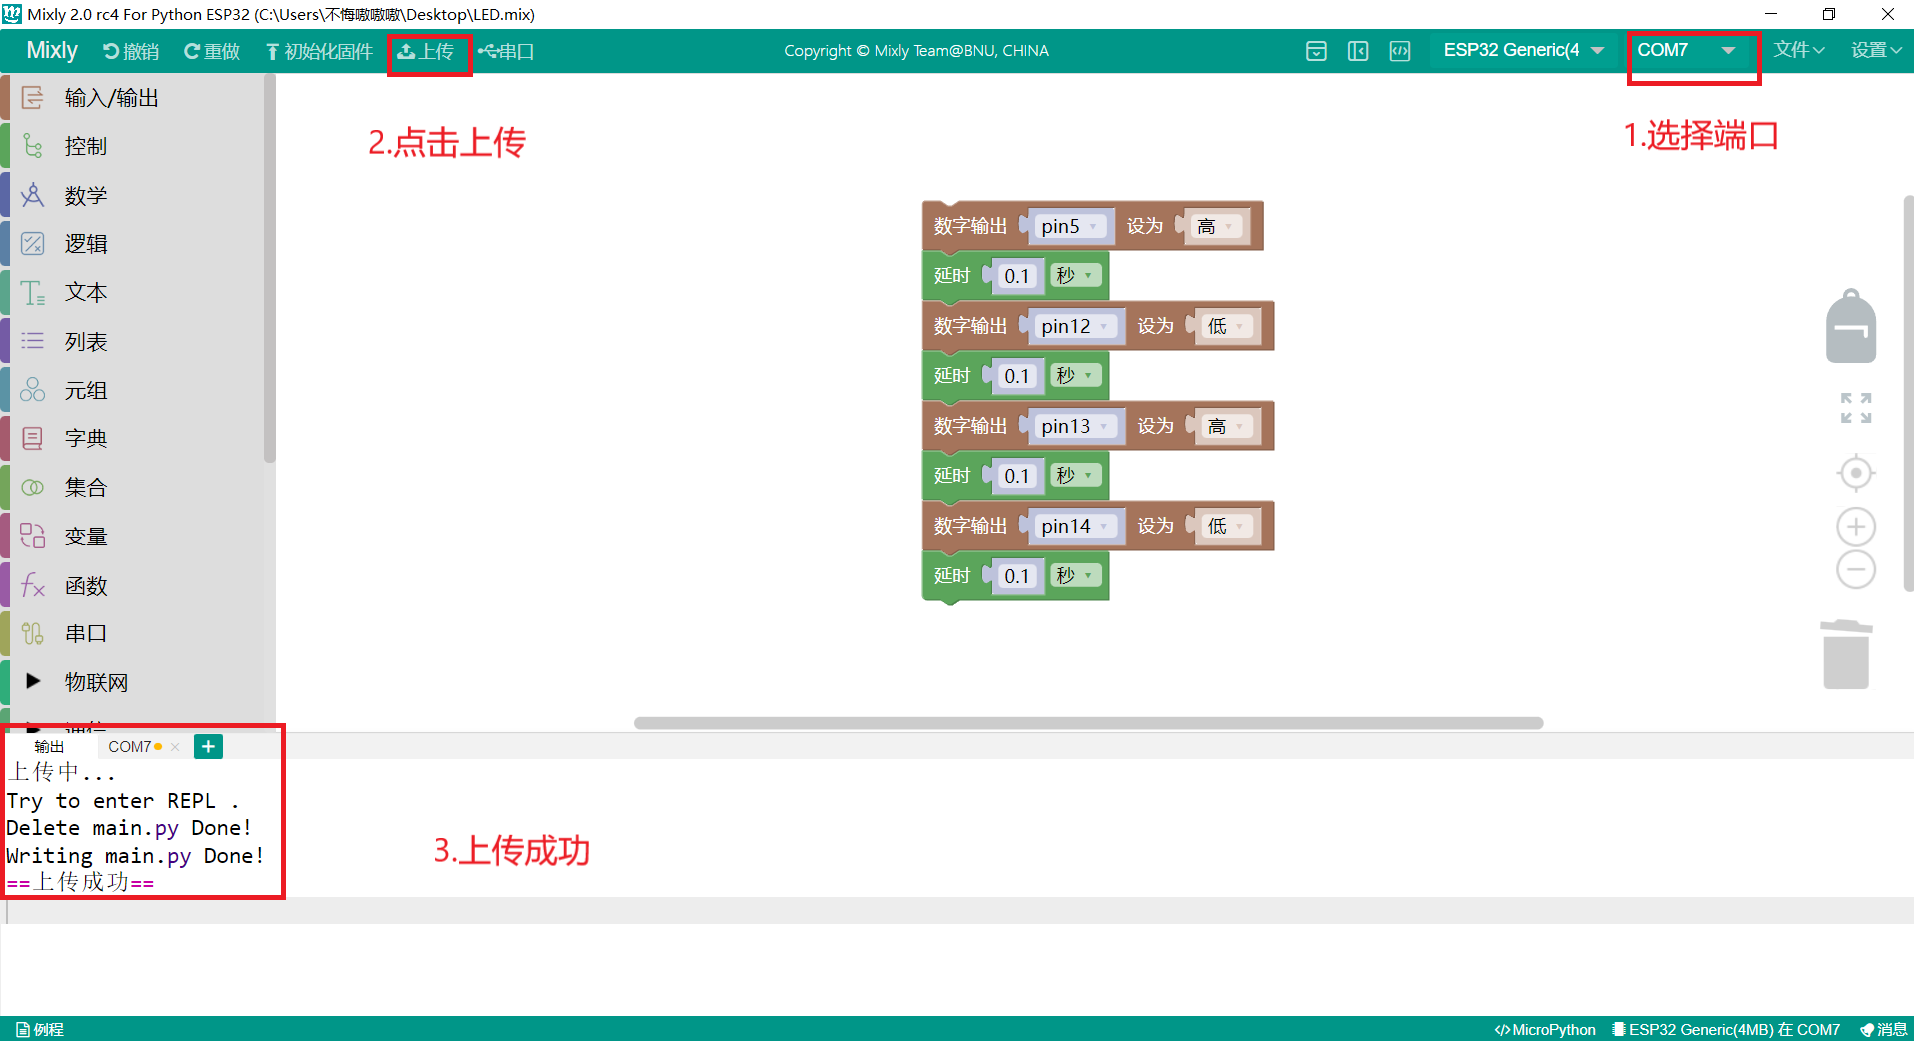 Mixly 2.0 rc4 For Python ESP32 (C:\Users\不悔嗷嗷嗷\Desktop\LED.mix)
Mixly 撤销 重做 初始化固件 上传 串口 Copyright © Mixly Team@BNU, CHINA ESP32 Generic(4 COM7 文件 设置
输入/输出
控制
数学
逻辑
文本
列表
元组
字典
集合
变量
函数
串口
物联网
通信
2.点击上传
1.选择端口
数字输出 pin5 设为 高
延时 0.1 秒
数字输出 pin12 设为 低
延时 0.1 秒
数字输出 pin13 设为 高
延时 0.1 秒
数字输出 pin14 设为 低
延时 0.1 秒
输出 COM7
上传中...
Try to enter REPL .
Delete main.py Done!
Writing main.py Done!
==上传成功==
3.上传成功
例程 </>MicroPython ESP32 Generic(4MB) 在 COM7 消息